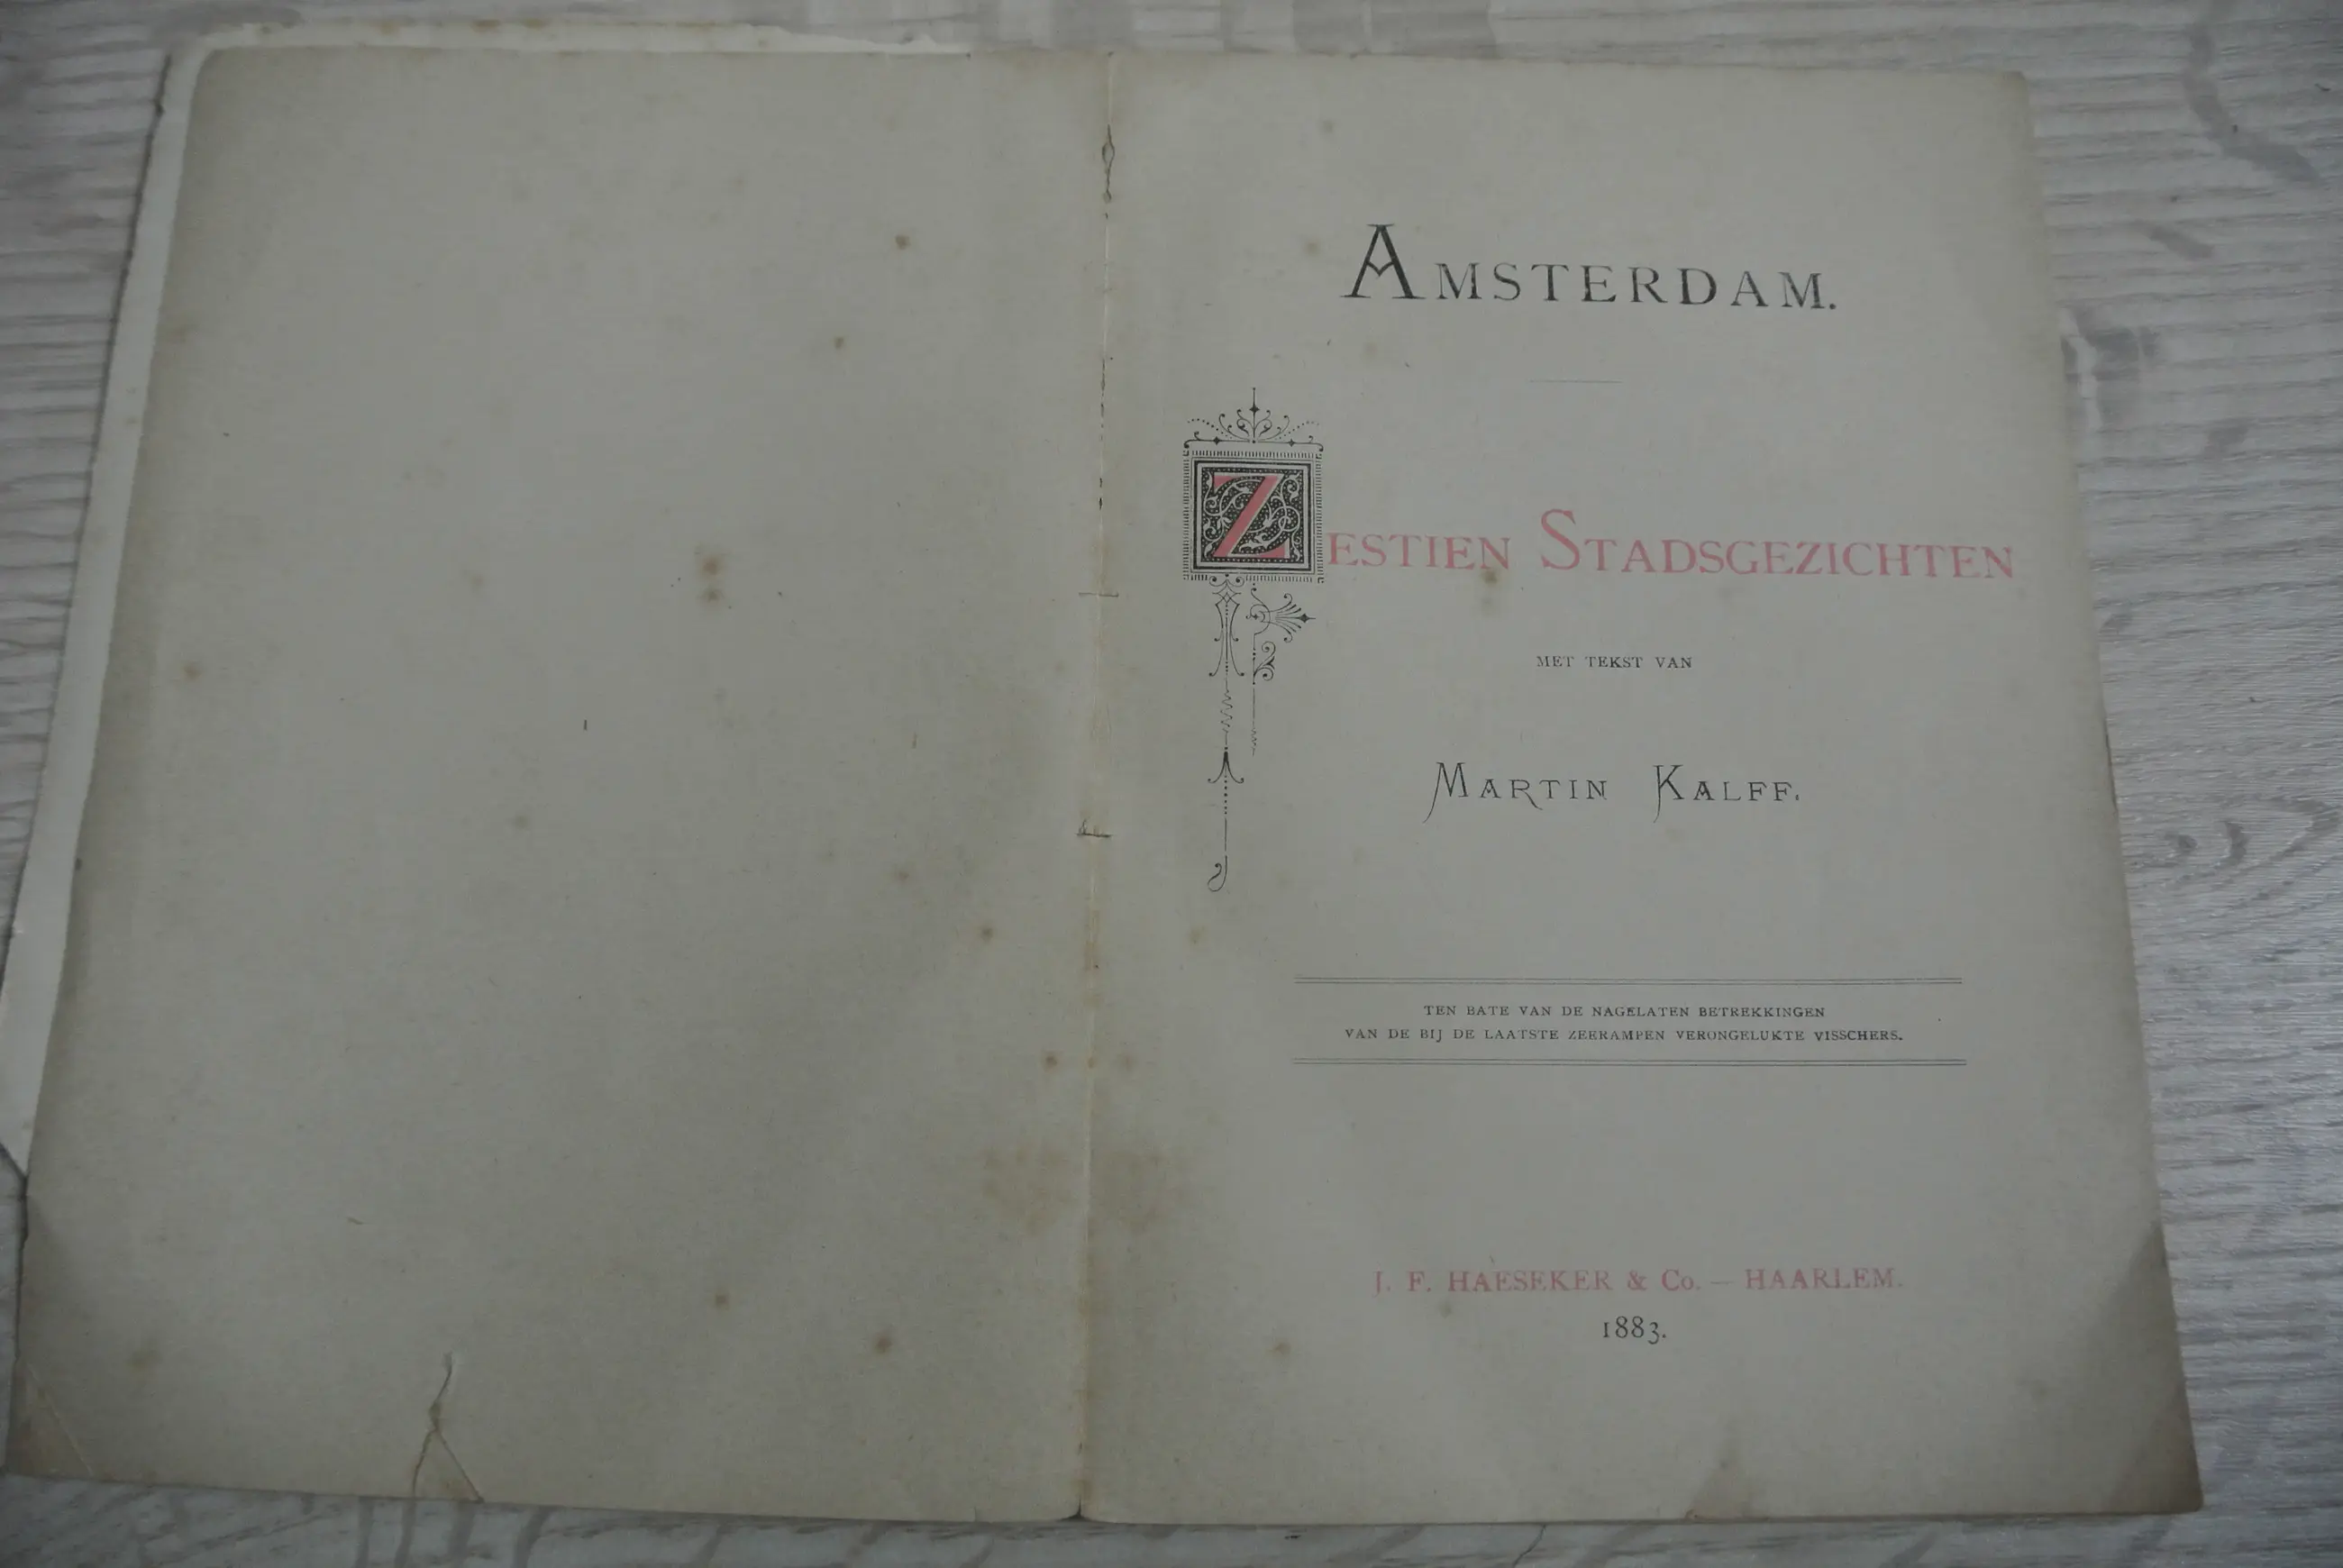 AMSTERDAM.
ZESTIEN STADSGEZICHTEN
MET TEKST VAN
MARTIN KALFF.
TEN BATE VAN DE NAGELATEN BETREKKINGEN
VAN DE BIJ DE LAATSTE ZEERAMPEN VERONGELUKTE VISSCHERS.
J. F. HAESEKER & Co. — HAARLEM.
1883.